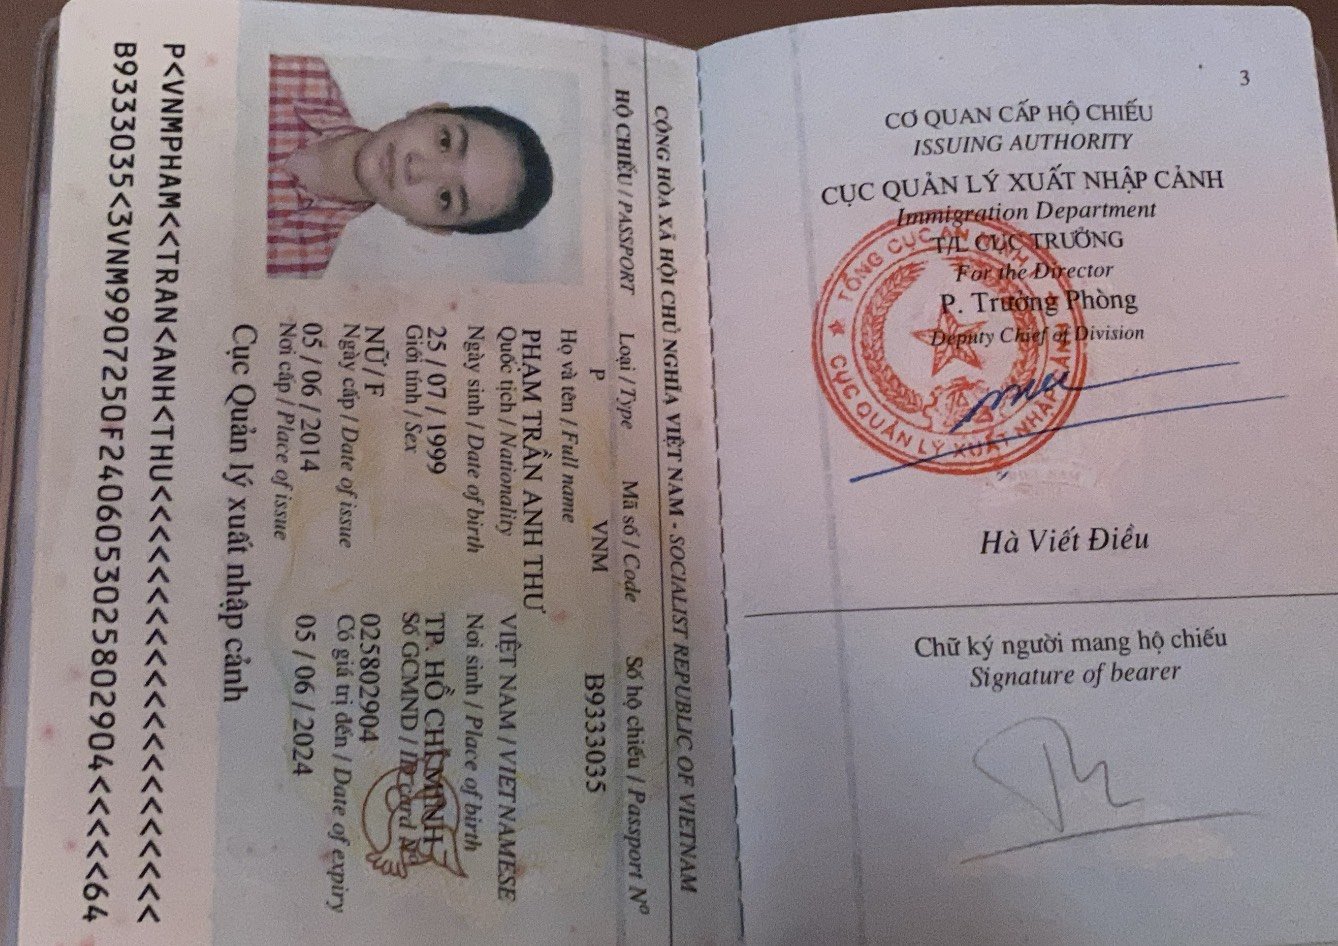 CỘNG HÒA XÃ HỘI CHỦ NGHĨA VIỆT NAM - SOCIALIST REPUBLIC OF VIETNAM
HỘ CHIẾU / PASSPORT Loại / Type Mã số / Code Số hộ chiếu / Passport Nº
P VNM B9333035
Họ và tên / Full name
PHẠM TRẦN ANH THƯ
Quốc tịch / Nationality VIỆT NAM / VIETNAMESE
Ngày sinh / Date of birth Nơi sinh / Place of birth
25 / 07 / 1999 TP. HỒ CHÍ MINH
Giới tính / Sex Số GCMND / ID card Nº
NỮ / F 025802904
Ngày cấp / Date of issue Có giá trị đến / Date of expiry
05 / 06 / 2014 05 / 06 / 2024
Nơi cấp / Place of issue
Cục Quản lý xuất nhập cảnh
P<VNMPHAM<<TRAN<ANH<THU<<<<<<<<<<<<<<<<<<<<<
B9333035<3VNM9907250F2406053025802904<<<<<64
3
CƠ QUAN CẤP HỘ CHIẾU
ISSUING AUTHORITY
CỤC QUẢN LÝ XUẤT NHẬP CẢNH
Immigration Department
T/L CỤC TRƯỞNG
For the Director
P. Trưởng Phòng
Deputy Chief of Division
TỔNG CỤC AN NINH
CỤC QUẢN LÝ XUẤT NHẬP
Hà Viết Điều
Chữ ký người mang hộ chiếu
Signature of bearer